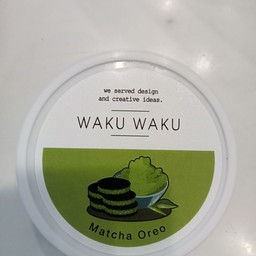 we served design
and creative ideas.
WAKU WAKU
Matcha Oreo